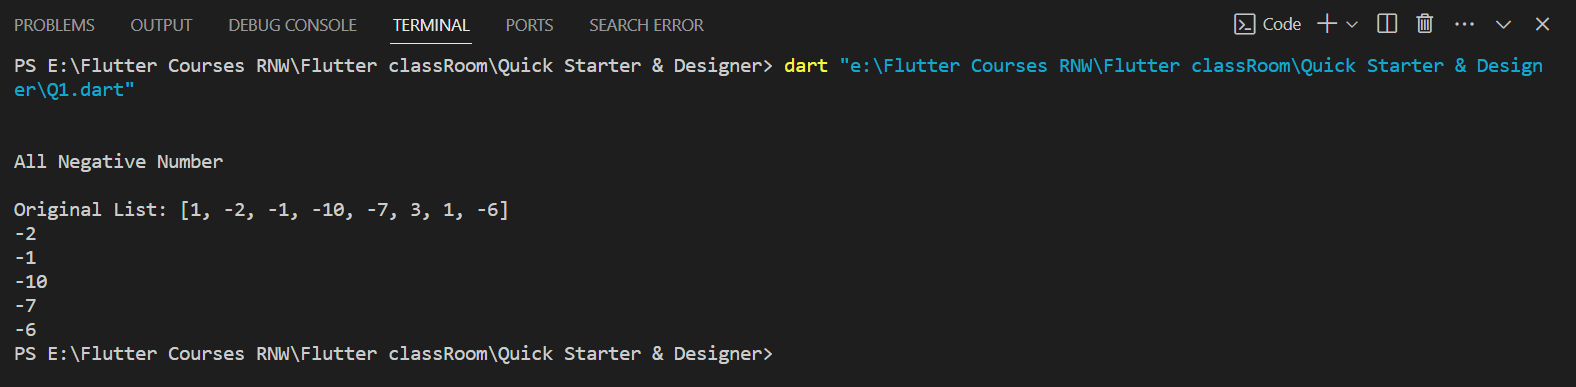 PROBLEMS OUTPUT DEBUG CONSOLE TERMINAL PORTS SEARCH ERROR Code
PS E:\Flutter Courses RNW\Flutter classRoom\Quick Starter & Designer> dart "e:\Flutter Courses RNW\Flutter classRoom\Quick Starter & Design
er\Q1.dart"
All Negative Number
Original List: [1, -2, -1, -10, -7, 3, 1, -6]
-2
-1
-10
-7
-6
PS E:\Flutter Courses RNW\Flutter classRoom\Quick Starter & Designer>